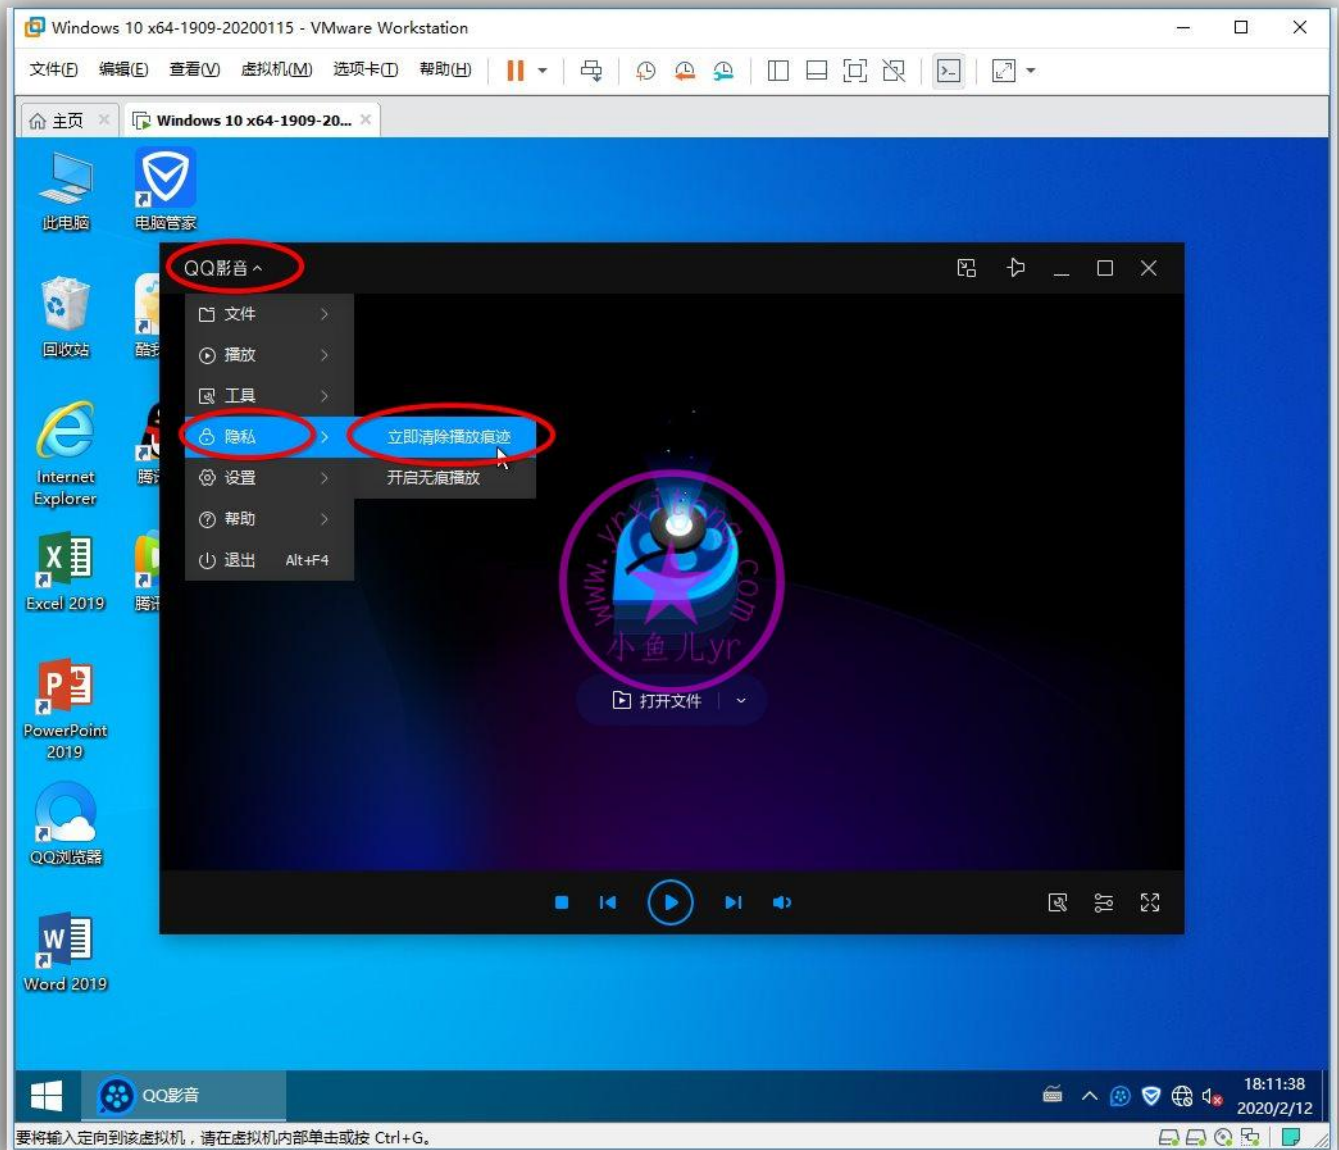 Windows 10 x64-1909-20200115 - VMware Workstation
文件(F) 编辑(E) 查看(V) 虚拟机(M) 选项卡(T) 帮助(H)
主页 Windows 10 x64-1909-20...
此电脑 电脑管家
QQ影音
文件
回收站
播放
工具
隐私 立即清除播放痕迹
Internet Explorer
设置 开启无痕播放
帮助
退出 Alt+F4
www.yrxitong.com
小鱼儿yr
Excel 2019
打开文件
PowerPoint 2019
QQ浏览器
Word 2019
QQ影音
18:11:38
2020/2/12
要将输入定向到该虚拟机，请在虚拟机内部单击或按 Ctrl+G。